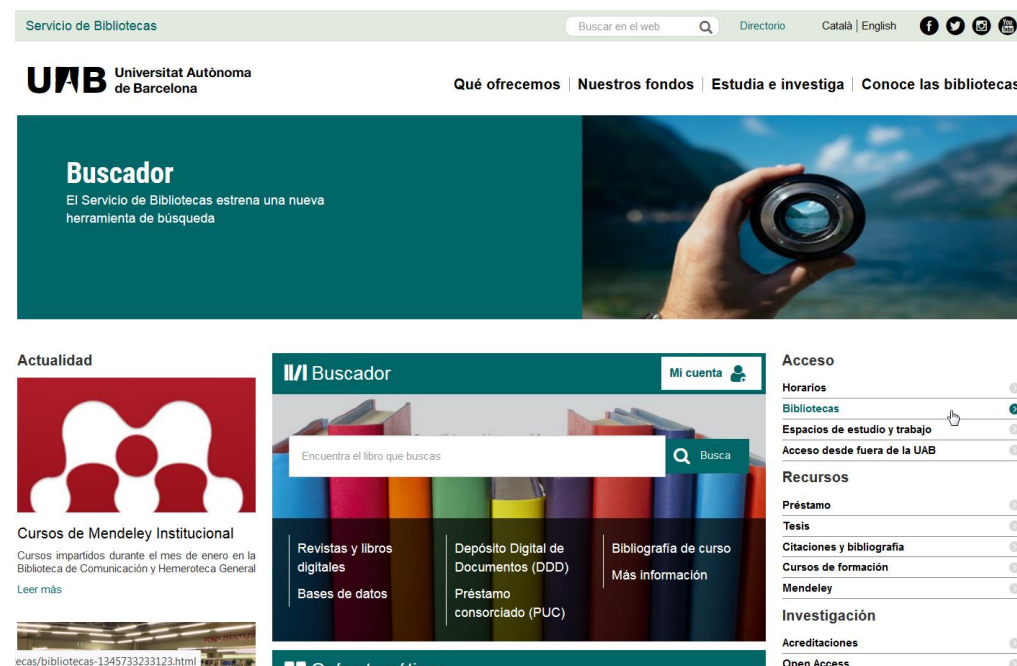 Servicio de Bibliotecas
Buscar en el web
Directorio
Català | English
You
Tube
UAB Universitat Autònoma
de Barcelona
Qué ofrecemos | Nuestros fondos | Estudia e investiga | Conoce las bibliotecas
Buscador
El Servicio de Bibliotecas estrena una nueva
herramienta de búsqueda
Actualidad
Cursos de Mendeley Institucional
Cursos impartidos durante el mes de enero en la
Biblioteca de Comunicación y Hemeroteca General
Leer más
ecas/bibliotecas-1345733233123.html
Buscador
Mi cuenta
Encuentra el libro que buscas
Busca
Revistas y libros
digitales
Bases de datos
Depósito Digital de
Documentos (DDD)
Préstamo
consorciado (PUC)
Bibliografía de curso
Más información
Acceso
Horarios
Bibliotecas
Espacios de estudio y trabajo
Acceso desde fuera de la UAB
Recursos
Préstamo
Tesis
Citaciones y bibliografía
Cursos de formación
Mendeley
Investigación
Acreditaciones
Open Access